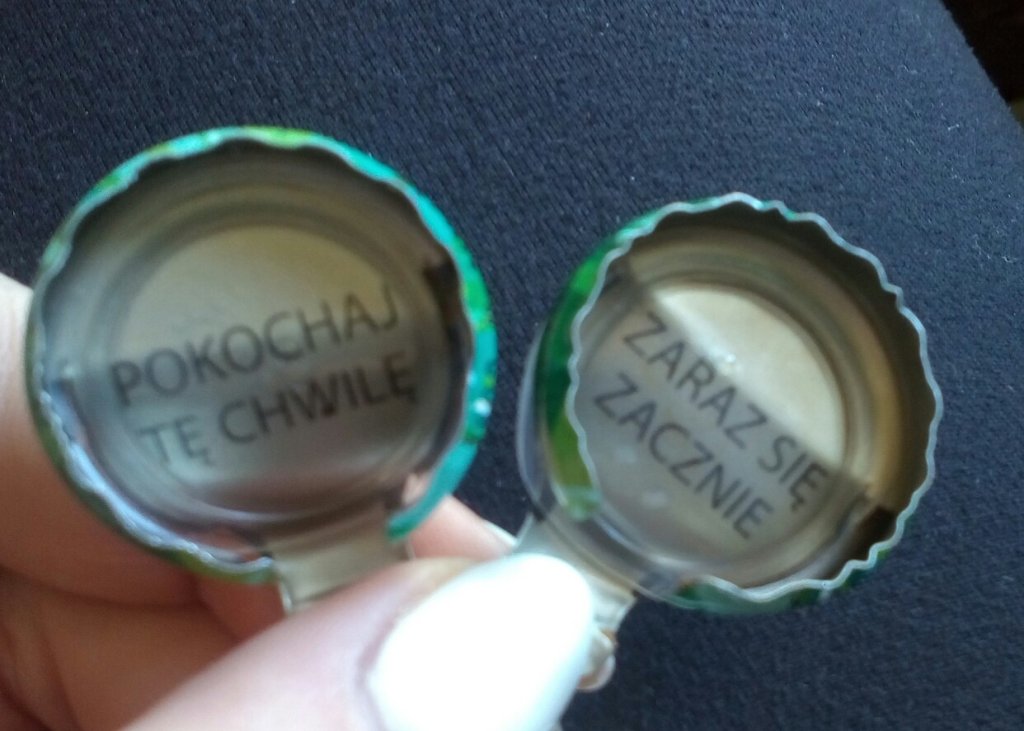 POKOCHAJ
TĘ CHWILĘ
ZARAZ SIĘ
ZACZNIE